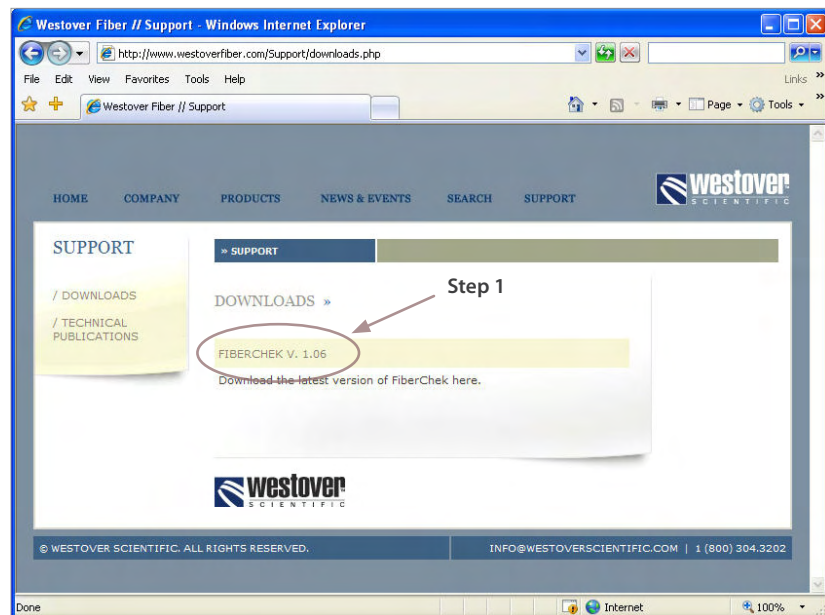 Westover Fiber // Support - Windows Internet Explorer
http://www.westoverfiber.com/Support/downloads.php
File Edit View Favorites Tools Help
Links »
Westover Fiber // Support
Page Tools »
HOME COMPANY PRODUCTS NEWS & EVENTS SEARCH SUPPORT
westover
SCIENTIFIC
SUPPORT
» SUPPORT
/ DOWNLOADS
/ TECHNICAL
PUBLICATIONS
DOWNLOADS »
Step 1
FIBERCHEK V. 1.06
Download the latest version of FiberChek here.
westover
SCIENTIFIC
© WESTOVER SCIENTIFIC. ALL RIGHTS RESERVED.
INFO@WESTOVERSCIENTIFIC.COM | 1 (800) 304.3202
Done
Internet
100%